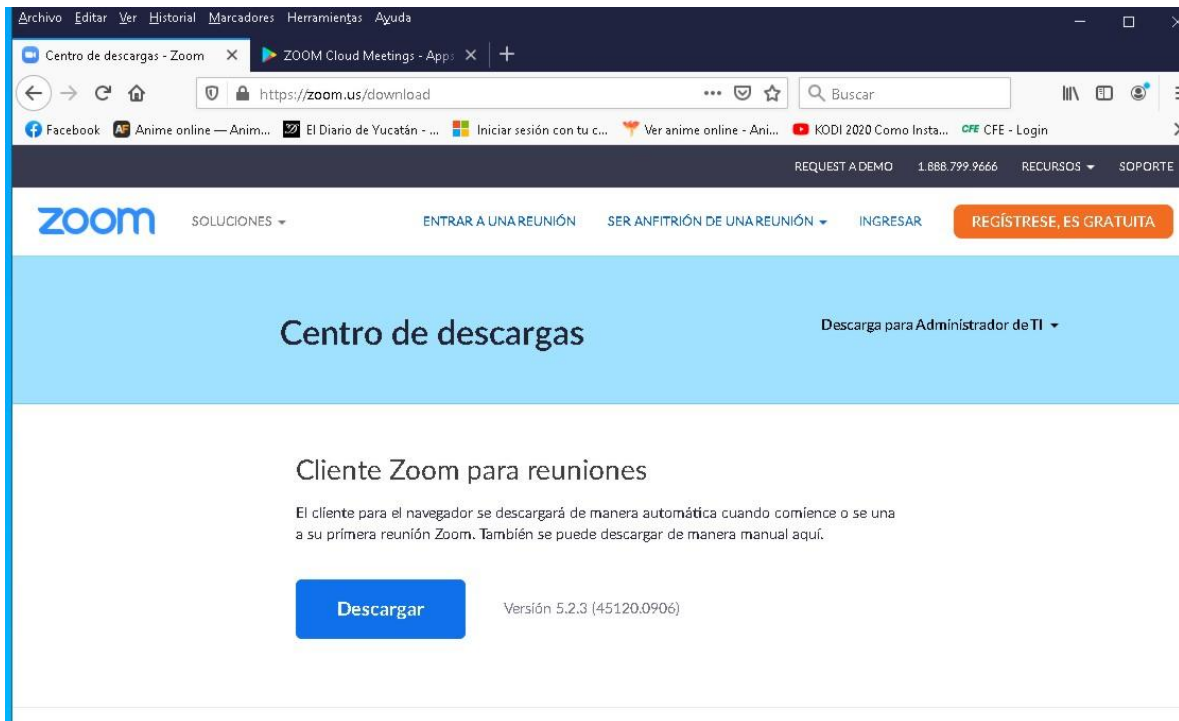 Archivo Editar Ver Historial Marcadores Herramientas Ayuda
Centro de descargas - Zoom ZOOM Cloud Meetings - Apps
https://zoom.us/download Buscar
Facebook AF Anime online — Anim... El Diario de Yucatán - ... Iniciar sesión con tu c... Ver anime online - Ani... KODI 2020 Como Insta... CFE CFE - Login
REQUEST A DEMO 1.888.799.9666 RECURSOS SOPORTE
zoom SOLUCIONES ENTRAR A UNA REUNIÓN SER ANFITRIÓN DE UNA REUNIÓN INGRESAR REGÍSTRESE, ES GRATUITA
Centro de descargas Descarga para Administrador de TI
Cliente Zoom para reuniones
El cliente para el navegador se descargará de manera automática cuando comience o se una
a su primera reunión Zoom. También se puede descargar de manera manual aquí.
Descargar Versión 5.2.3 (45120.0906)